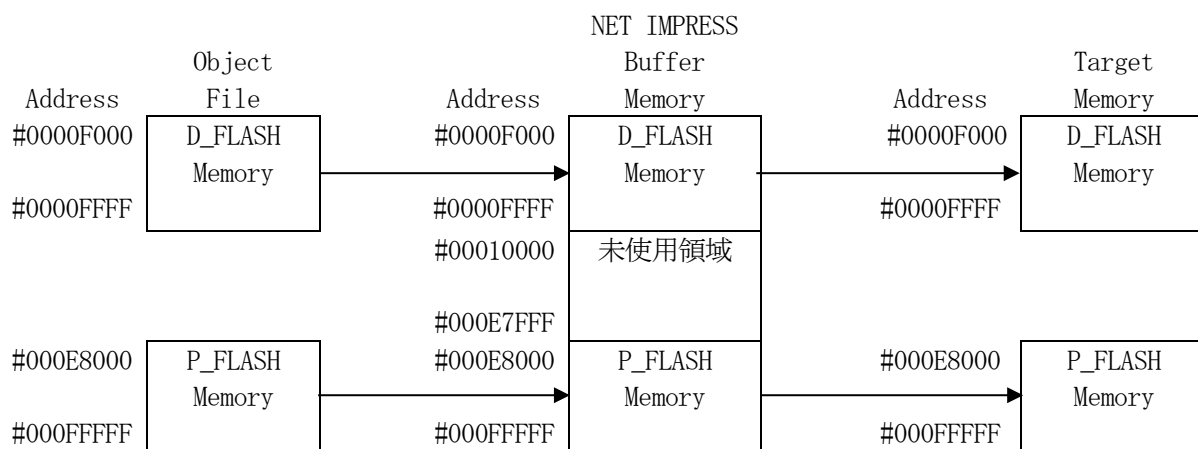 NET IMPRESS
Object Buffer Target
Address File Address Memory Address Memory
#0000F000 D_FLASH #0000F000 D_FLASH #0000F000 D_FLASH
Memory Memory Memory
#0000FFFF #0000FFFF #0000FFFF
#00010000 未使用領域
#000E7FFF
#000E8000 P_FLASH #000E8000 P_FLASH #000E8000 P_FLASH
Memory Memory Memory
#000FFFFF #000FFFFF #000FFFFF